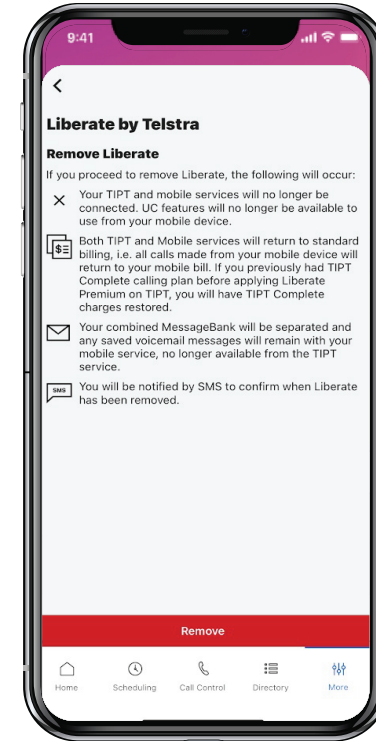 9:41
Liberate by Telstra
Remove Liberate
If you proceed to remove Liberate, the following will occur:
Your TIPT and mobile services will no longer be
connected. UC features will no longer be available to
use from your mobile device.
Both TIPT and Mobile services will return to standard
billing, i.e. all calls made from your mobile device will
return to your mobile bill. If you previously had TIPT
Complete calling plan before applying Liberate
Premium on TIPT, you will have TIPT Complete
charges restored.
Your combined MessageBank will be separated and
any saved voicemail messages will remain with your
mobile service, no longer available from the TIPT
service.
SMS
You will be notified by SMS to confirm when Liberate
has been removed.
Remove
Home Scheduling Call Control Directory More